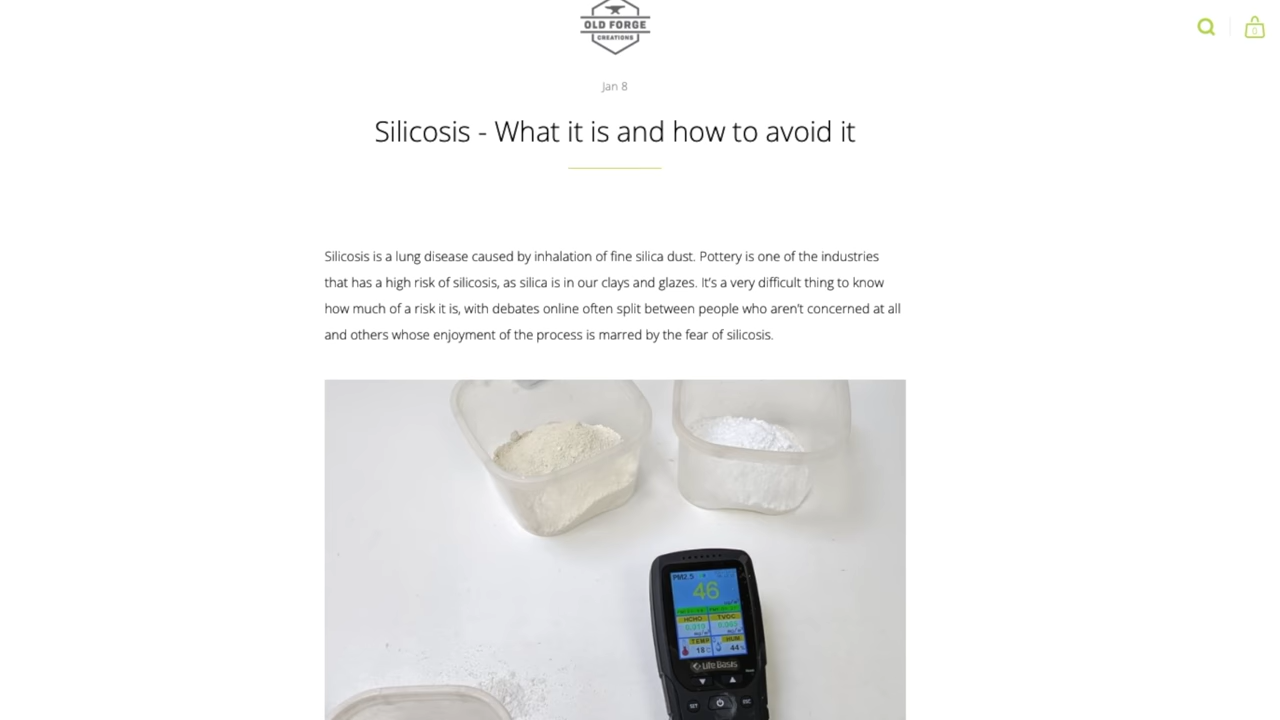 OLD FORGE
CREATIONS
0
Jan 8
Silicosis - What it is and how to avoid it
Silicosis is a lung disease caused by inhalation of fine silica dust. Pottery is one of the industries
that has a high risk of silicosis, as silica is in our clays and glazes. It's a very difficult thing to know
how much of a risk it is, with debates online often split between people who aren't concerned at all
and others whose enjoyment of the process is marred by the fear of silicosis.
PM2.5
46
HCHO TVOC
TEMP HUM
18 44
Life Basis
SET